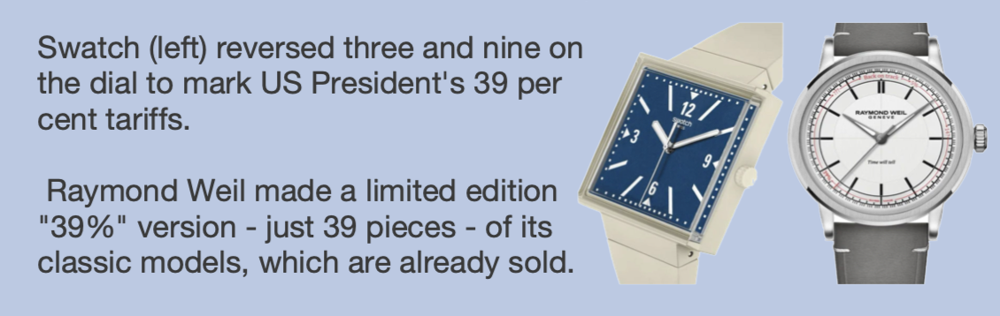 Swatch (left) reversed three and nine on
the dial to mark US President's 39 per
cent tariffs.
Raymond Weil made a limited edition
"39%" version - just 39 pieces - of its
classic models, which are already sold.
12
swatch
3
9
6
Back on track
RAYMOND WEIL
GENEVE
Time will tell